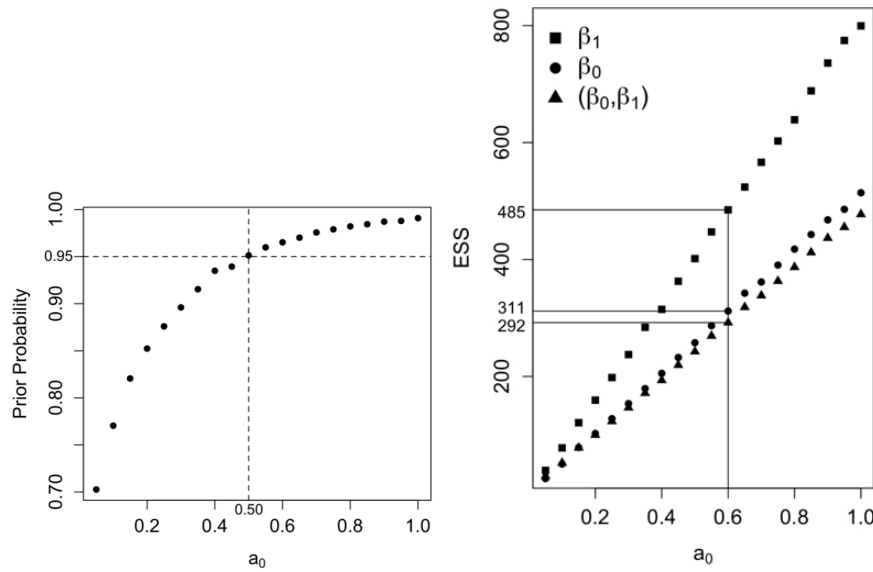 Prior Probability
1.00
0.95
0.90
0.80
0.70
0.50
0.2 0.4 0.6 0.8 1.0
a₀
■ β₁
● β₀
▲ (β₀,β₁)
ESS
800
600
485
400
311
292
200
0.2 0.4 0.6 0.8 1.0
a₀